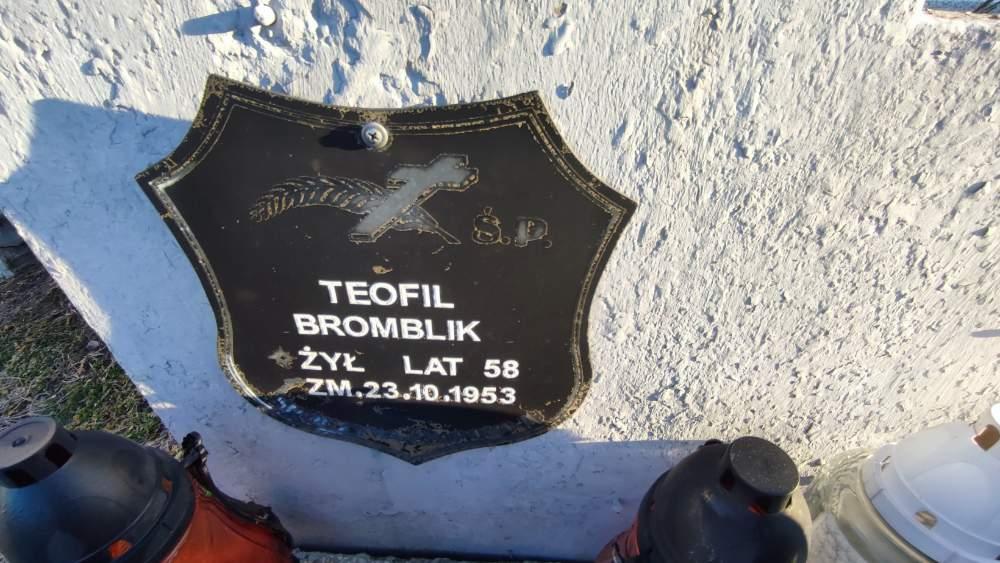 Ś.P.
TEOFIL
BROMBLIK
ŻYŁ LAT 58
ZM.23.10.1953